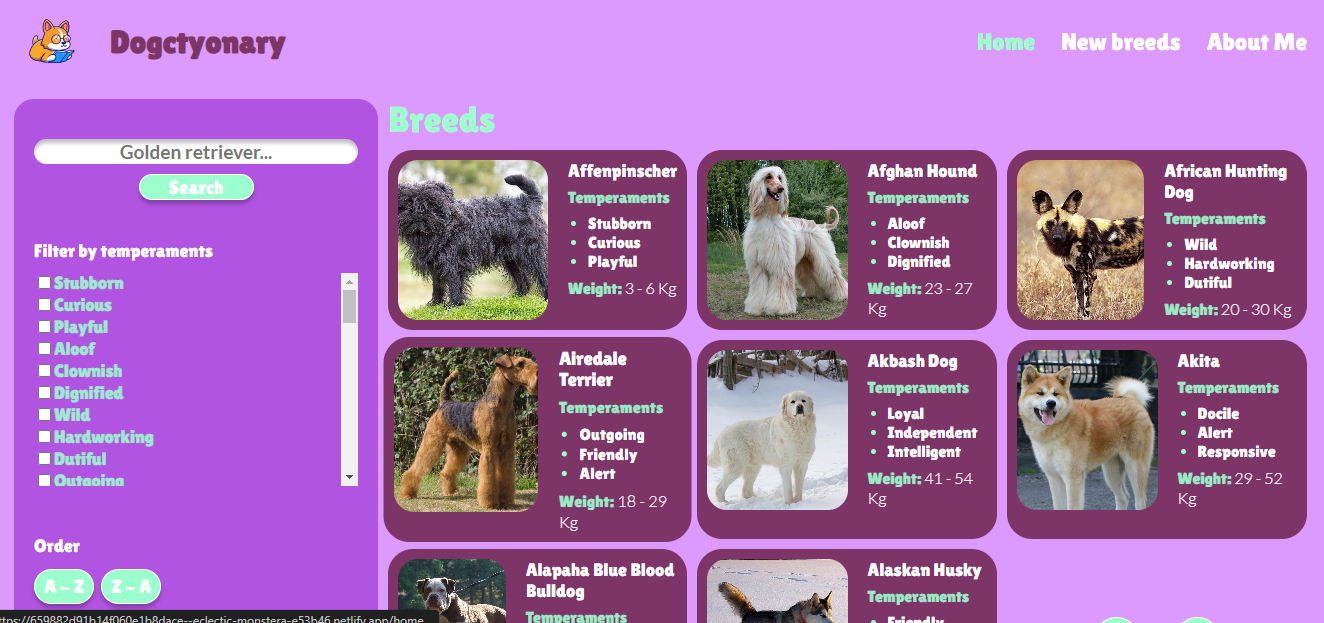 Dogctyonary
Home
New breeds
About Me
Golden retriever...
Search
Filter by temperaments
Stubborn
Curious
Playful
Aloof
Clownish
Dignified
Wild
Hardworking
Dutiful
Outgoing
Order
A – Z
Z – A
Breeds
Affenpinscher
Temperaments
Stubborn
Curious
Playful
Weight: 3 - 6 Kg
Afghan Hound
Temperaments
Aloof
Clownish
Dignified
Weight: 23 - 27
Kg
African Hunting
Dog
Temperaments
Wild
Hardworking
Dutiful
Weight: 20 - 30 Kg
Airedale
Terrier
Temperaments
Outgoing
Friendly
Alert
Weight: 18 - 29
Kg
Akbash Dog
Temperaments
Loyal
Independent
Intelligent
Weight: 41 - 54
Kg
Akita
Temperaments
Docile
Alert
Responsive
Weight: 29 - 52
Kg
Alapaha Blue Blood
Bulldog
Temperaments
Alaskan Husky
Temperaments
Friendly
ttps://659882d91b14f060e1b8dace--eclectic-monstera-e53b46.netlify.app/home